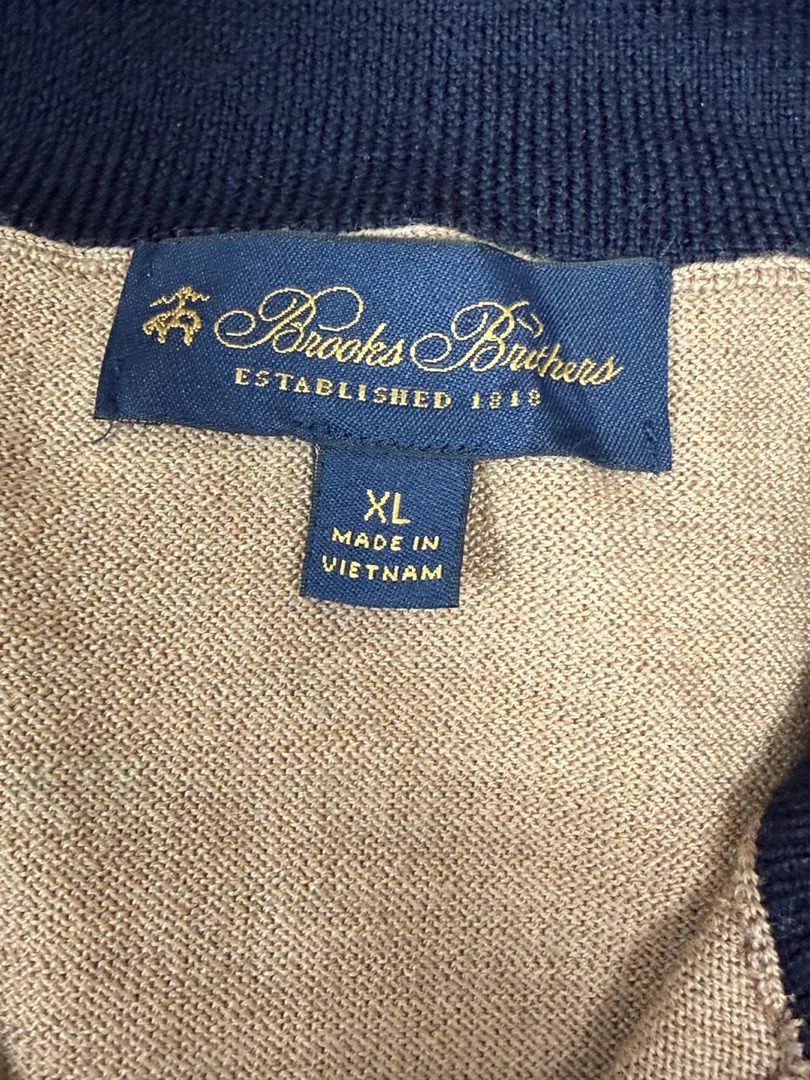 Brooks Brothers
ESTABLISHED 1818
XL
MADE IN
VIETNAM